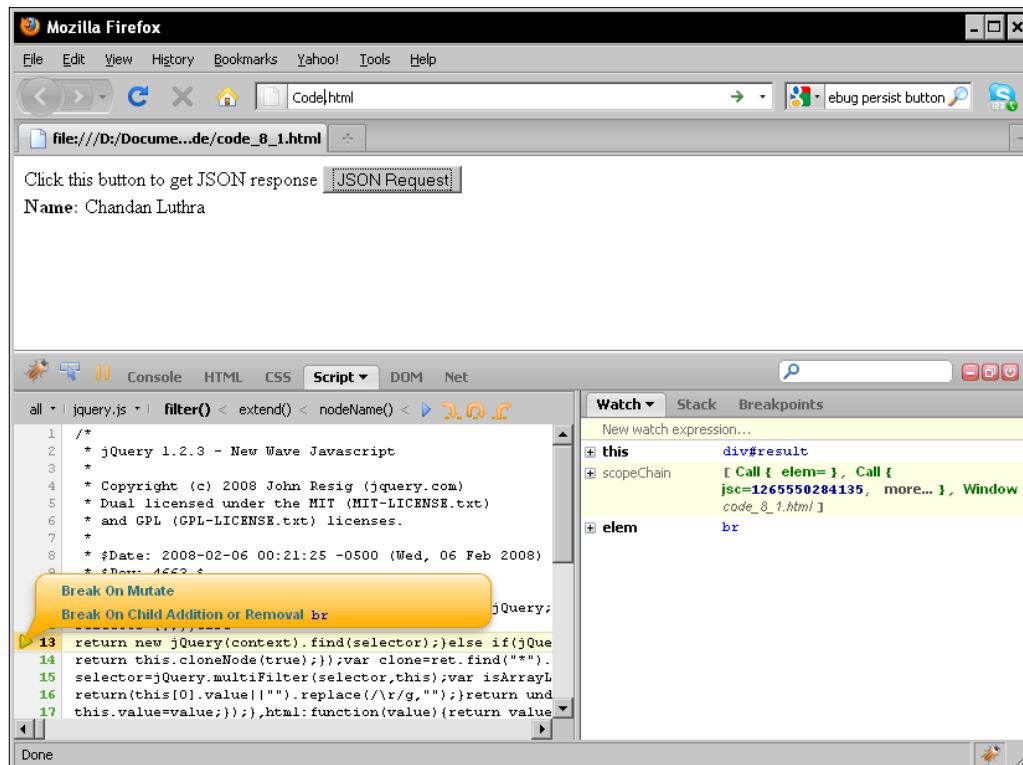 Mozilla Firefox
File Edit View History Bookmarks Yahoo! Tools Help
Code.html
ebug persist button
file:///D:/Docume...de/code_8_1.html
Click this button to get JSON response JSON Request
Name: Chandan Luthra
Console HTML CSS Script DOM Net
all jquery.js filter() < extend() < nodeName() <
Watch Stack Breakpoints
New watch expression...
this div#result
scopeChain [ Call { elem= }, Call {
jsc=1265550284135, more... }, Window
code_8_1.html ]
elem br
1 /*
2 * jQuery 1.2.3 - New Wave Javascript
3 *
4 * Copyright (c) 2008 John Resig (jquery.com)
5 * Dual licensed under the MIT (MIT-LICENSE.txt)
6 * and GPL (GPL-LICENSE.txt) licenses.
7 *
8 * $Date: 2008-02-06 00:21:25 -0500 (Wed, 06 Feb 2008)
Break On Mutate
jQuery;
Break On Child Addition or Removal br
13 return new jQuery(context).find(selector);}else if(jQue
14 return this.cloneNode(true);});var clone=ret.find("*").
15 selector=jQuery.multiFilter(selector,this);var isArrayL
16 return(this[0].value||"").replace(/\r/g,"");}return und
17 this.value=value;});},html:function(value){return value
Done